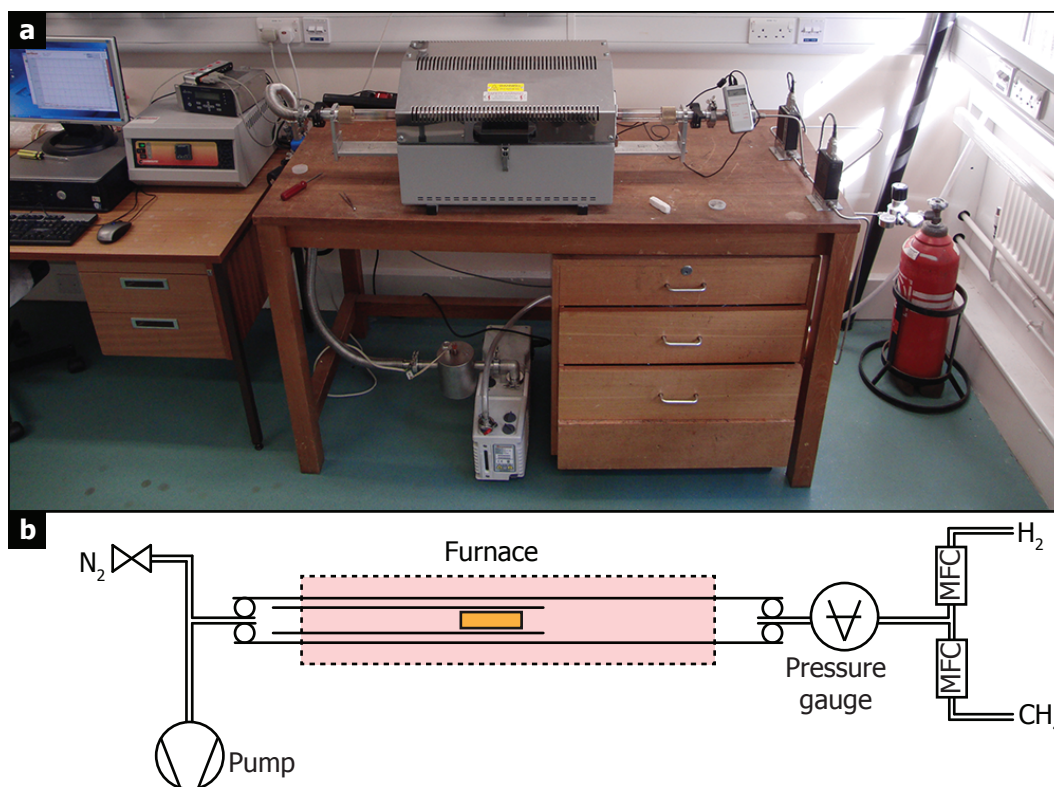 a
b
Furnace
N₂
H₂
MFC
Pressure
gauge
MFC
CH
Pump